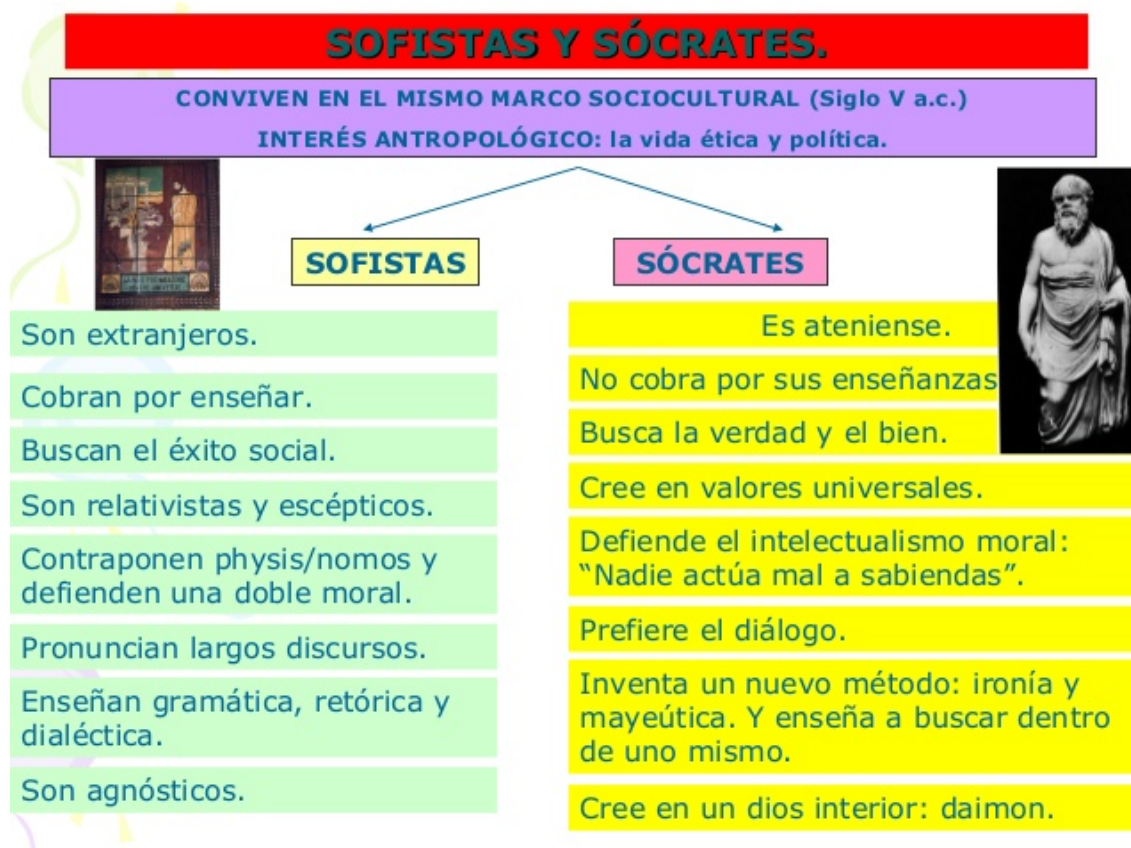 SOFISTAS Y SÓCRATES.
CONVIVEN EN EL MISMO MARCO SOCIOCULTURAL (Siglo V a.c.)
INTERÉS ANTROPOLÓGICO: la vida ética y política.
SOFISTAS
Son extranjeros.
Cobran por enseñar.
Buscan el éxito social.
Son relativistas y escépticos.
Contraponen physis/nomos y
defienden una doble moral.
Pronuncian largos discursos.
Enseñan gramática, retórica y
dialéctica.
Son agnósticos.
SÓCRATES
Es ateniense.
No cobra por sus enseñanzas
Busca la verdad y el bien.
Cree en valores universales.
Defiende el intelectualismo moral:
“Nadie actúa mal a sabiendas”.
Prefiere el diálogo.
Inventa un nuevo método: ironía y
mayeútica. Y enseña a buscar dentro
de uno mismo.
Cree en un dios interior: daimon.